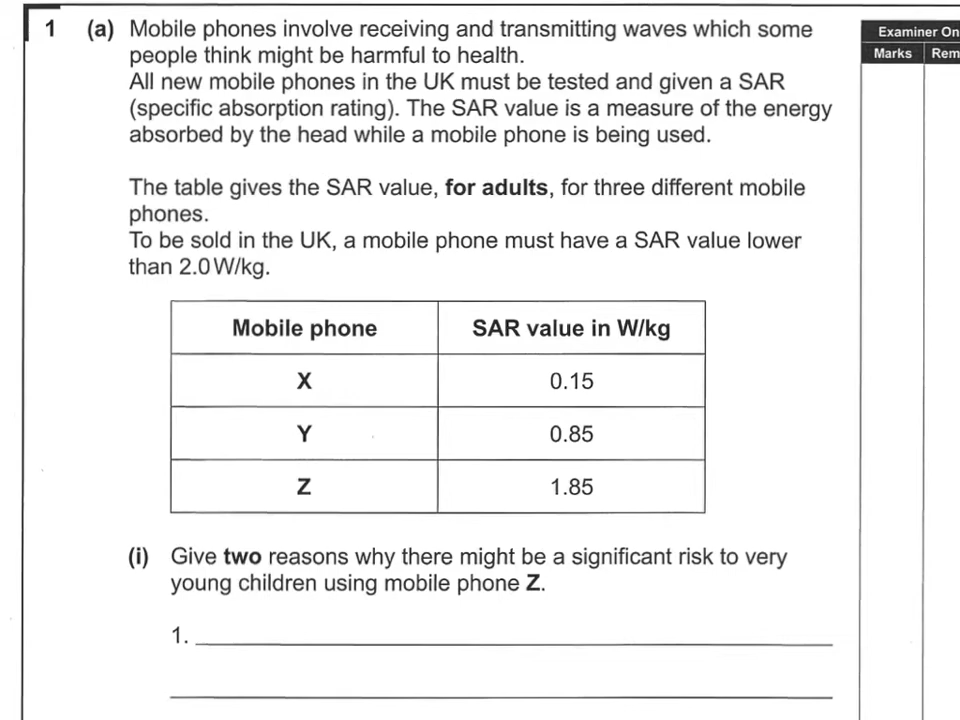 1 (a) Mobile phones involve receiving and transmitting waves which some
people think might be harmful to health.
All new mobile phones in the UK must be tested and given a SAR
(specific absorption rating). The SAR value is a measure of the energy
absorbed by the head while a mobile phone is being used.
The table gives the SAR value, for adults, for three different mobile
phones.
To be sold in the UK, a mobile phone must have a SAR value lower
than 2.0 W/kg.
Mobile phone SAR value in W/kg
X 0.15
Y 0.85
Z 1.85
(i) Give two reasons why there might be a significant risk to very
young children using mobile phone Z.
1.
Examiner On
Marks Rem